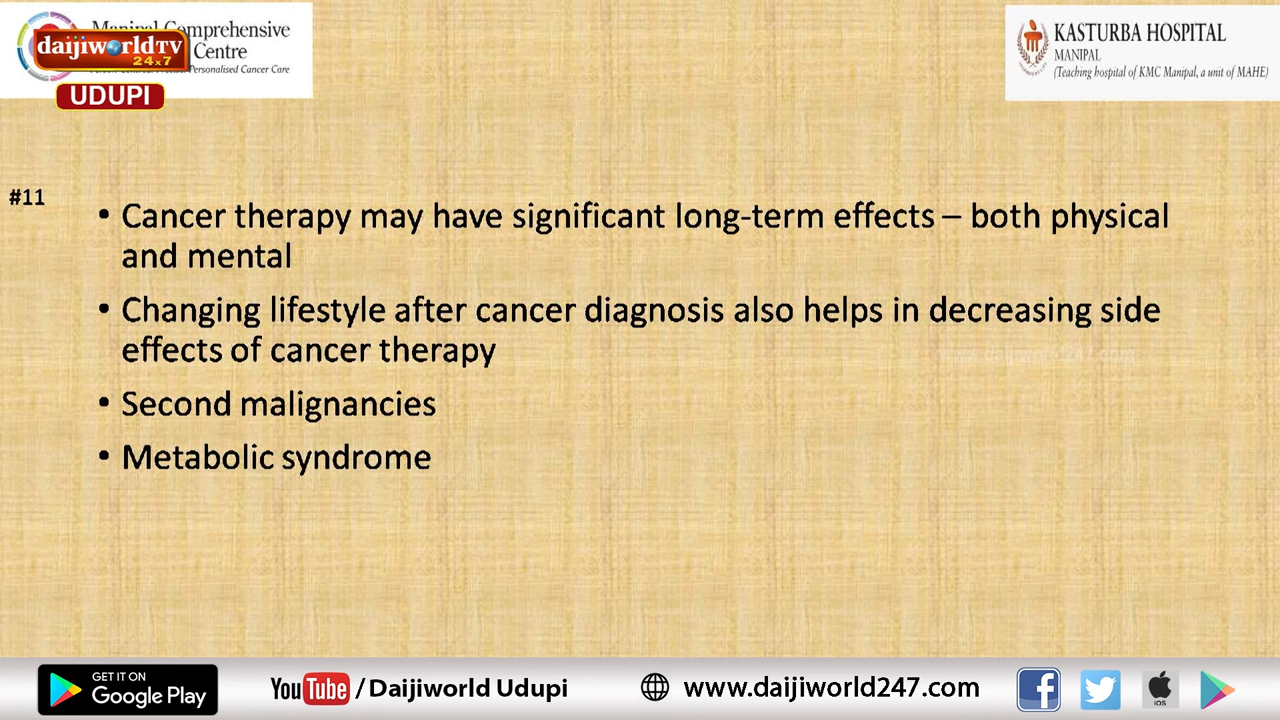 Manipal Comprehensive
Centre
Personalised Cancer Care
daijiworldTV
24x7
UDUPI
KASTURBA HOSPITAL
MANIPAL
(Teaching hospital of KMC Manipal, a unit of MAHE)
#11
• Cancer therapy may have significant long-term effects – both physical
and mental
• Changing lifestyle after cancer diagnosis also helps in decreasing side
effects of cancer therapy
• Second malignancies
• Metabolic syndrome
GET IT ON
Google Play
YouTube / Daijiworld Udupi
www.daijiworld247.com
iOS